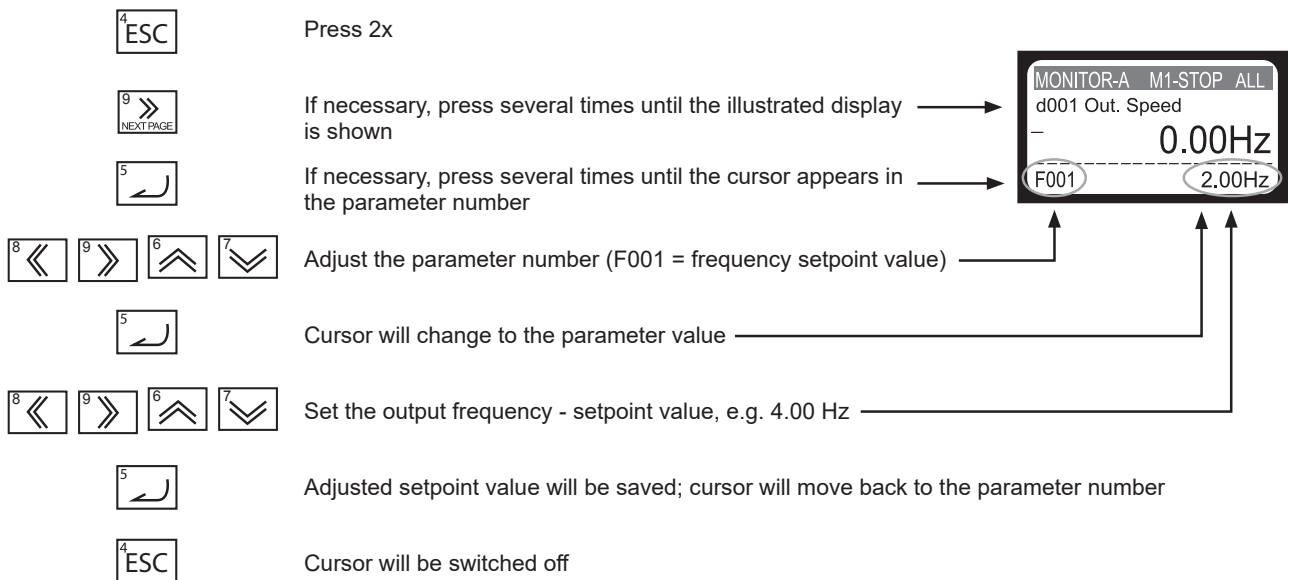 4 ESC Press 2x
MONITOR-A M1-STOP ALL
d001 Out. Speed
0.00Hz
F001 2.00Hz
9 NEXT PAGE If necessary, press several times until the illustrated display
is shown
5 If necessary, press several times until the cursor appears in
the parameter number
8 9 6 7 Adjust the parameter number (F001 = frequency setpoint value)
5 Cursor will change to the parameter value
8 9 6 7 Set the output frequency - setpoint value, e.g. 4.00 Hz
5 Adjusted setpoint value will be saved; cursor will move back to the parameter number
4 ESC Cursor will be switched off